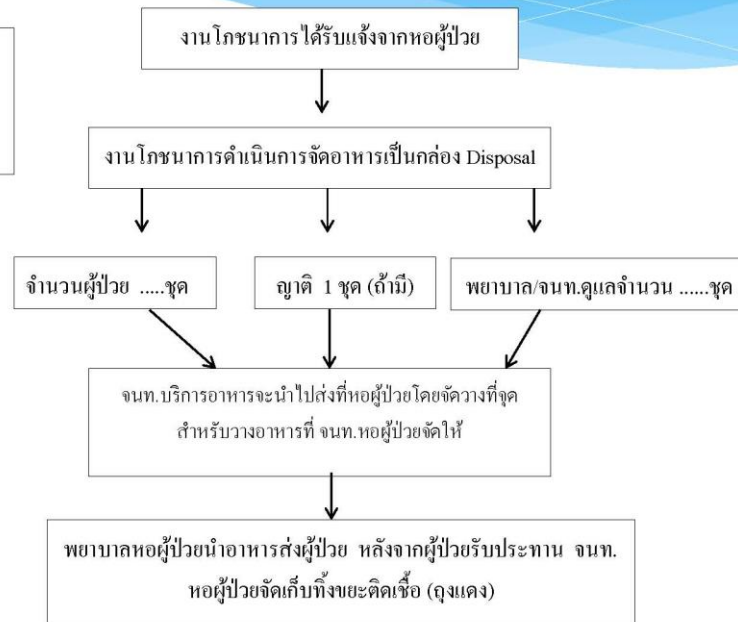 งานโภชนาการได้รับแจ้งจากหอผู้ป่วย
งานโภชนาการดำเนินการจัดอาหารเป็นกล่อง Disposal
จำนวนผู้ป่วย .....ชุด
ญาติ 1 ชุด (ถ้ามี)
พยาบาล/จนท.ดูแลจำนวน ......ชุด
จนท.บริการอาหารจะนำไปส่งที่หอผู้ป่วยโดยจัดวางที่จุด
สำหรับวางอาหารที่ จนท.หอผู้ป่วยจัดให้
พยาบาลหอผู้ป่วยนำอาหารส่งผู้ป่วย หลังจากผู้ป่วยรับประทาน จนท.
หอผู้ป่วยจัดเก็บทิ้งขยะติดเชื้อ (ถุงแดง)